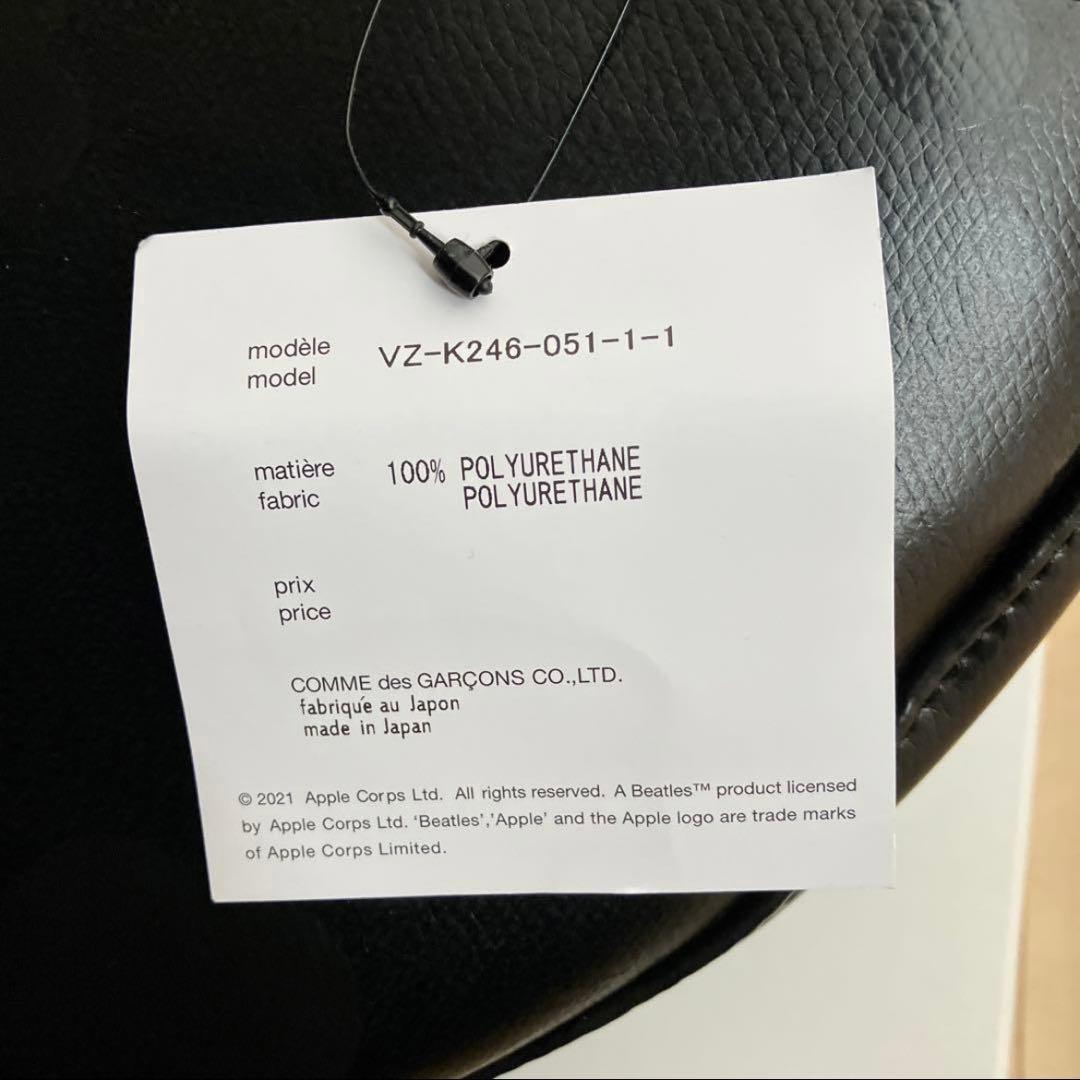 modèle VZ-K246-051-1-1
model
matière 100% POLYURETHANE
fabric POLYURETHANE
prix
price
COMME des GARÇONS CO.,LTD.
fabriqúe au Japon
made in Japan
© 2021 Apple Corps Ltd. All rights reserved. A Beatles™ product licensed
by Apple Corps Ltd. ‘Beatles’,’Apple’ and the Apple logo are trade marks
of Apple Corps Limited.